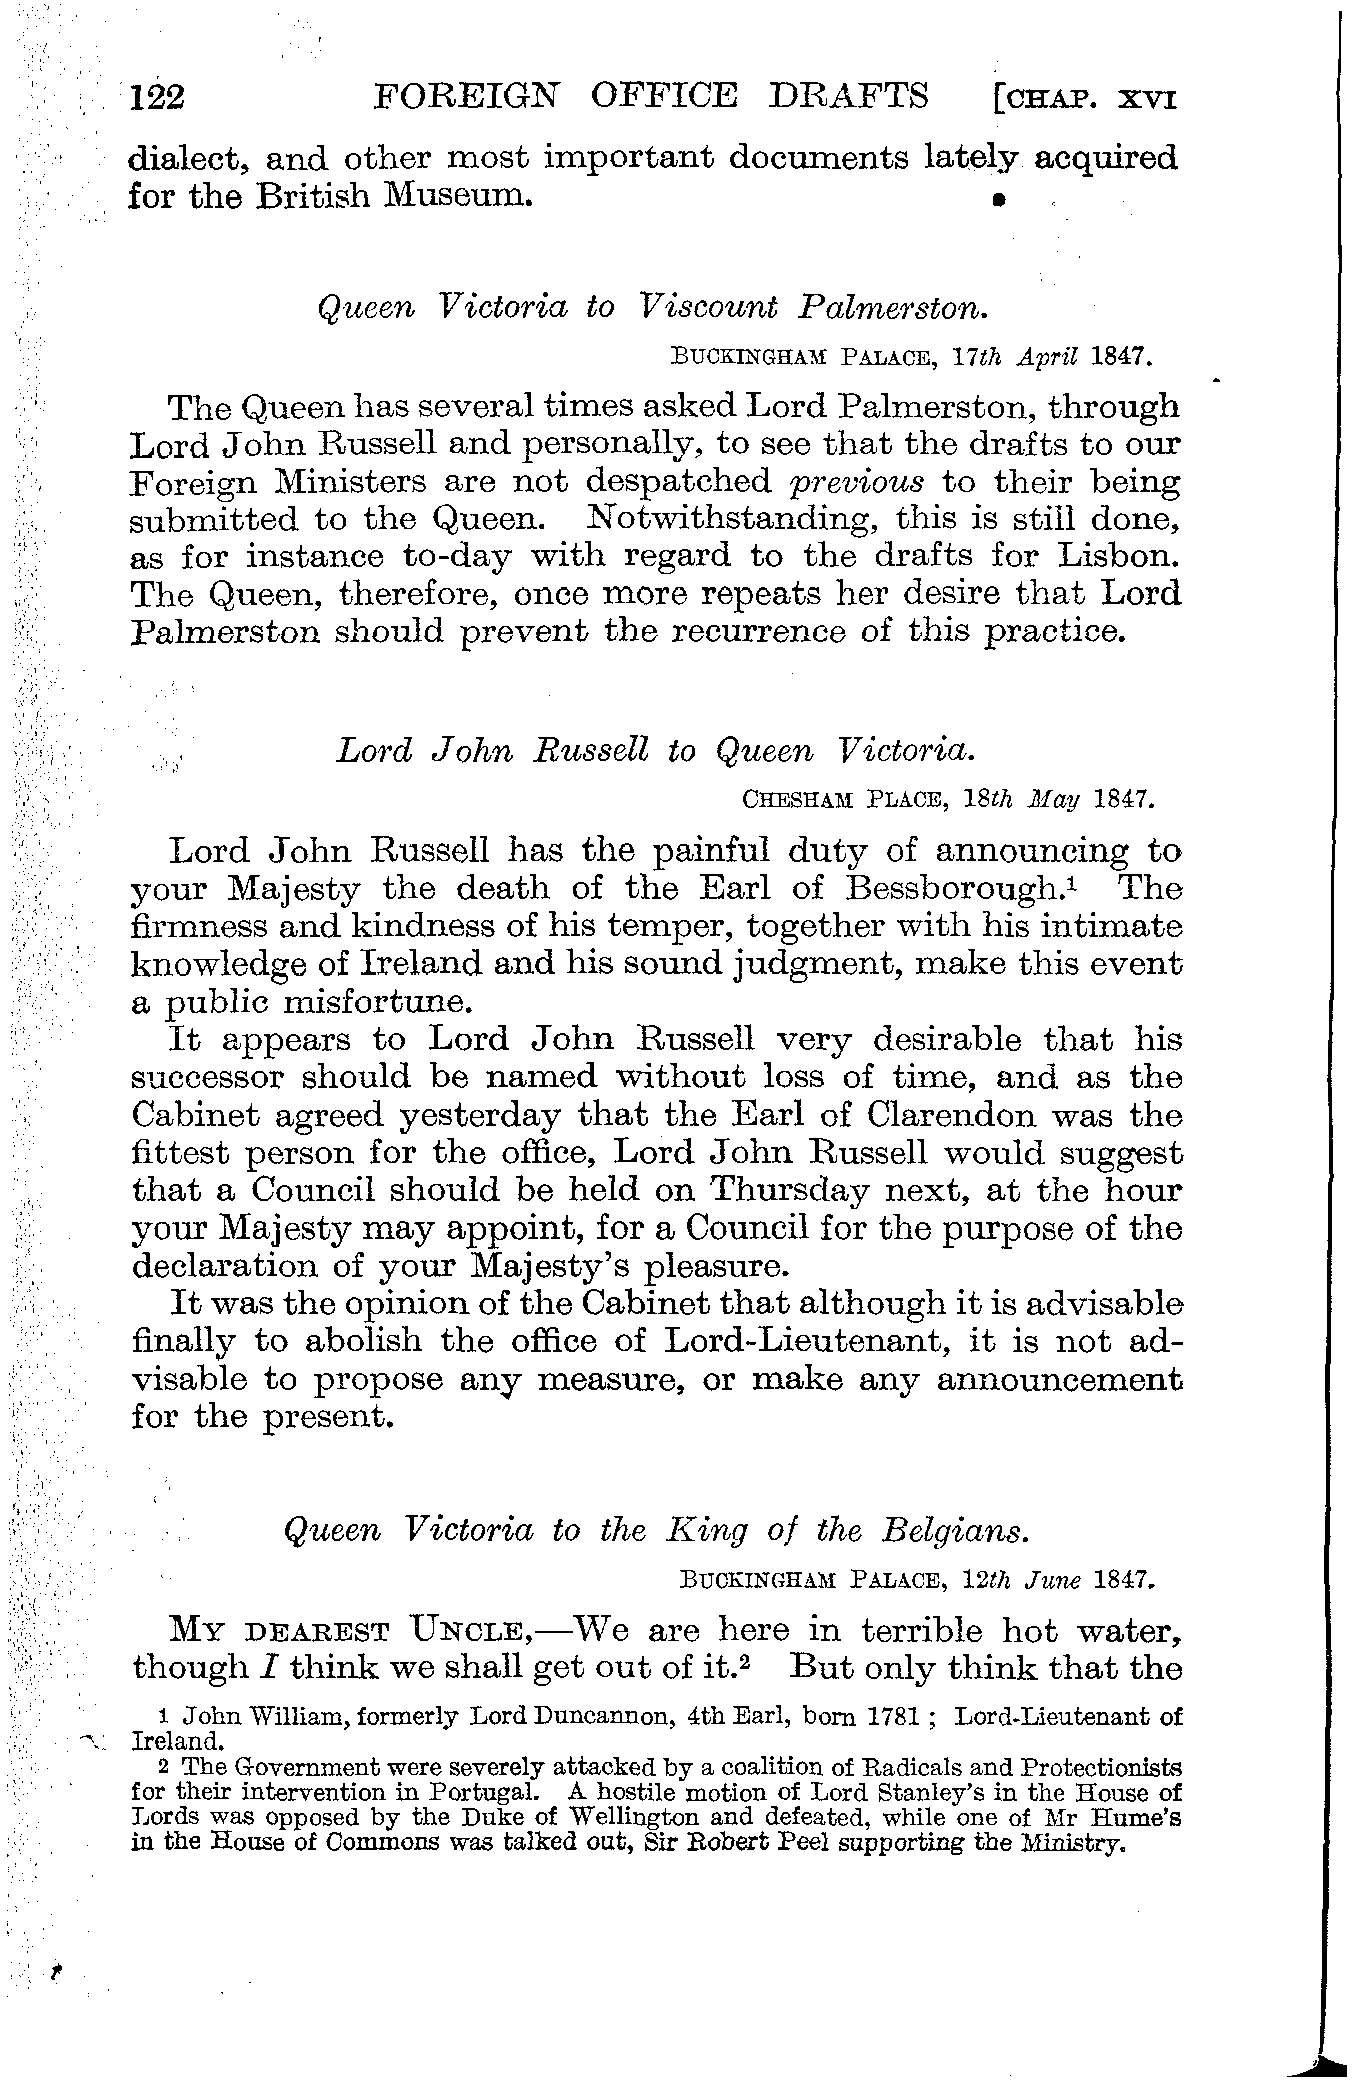 122 FOREIGN OFFICE DRAFTS [CHAP. XVI
dialect, and other most important documents lately acquired
for the British Museum.
Queen Victoria to Viscount Palmerston.
BUCKINGHAM PALACE, 17th April 1847.
The Queen has several times asked Lord Palmerston, through
Lord John Russell and personally, to see that the drafts to our
Foreign Ministers are not despatched previous to their being
submitted to the Queen. Notwithstanding, this is still done,
as for instance to-day with regard to the drafts for Lisbon.
The Queen, therefore, once more repeats her desire that Lord
Palmerston should prevent the recurrence of this practice.
Lord John Russell to Queen Victoria.
CHESHAM PLACE, 18th May 1847.
Lord John Russell has the painful duty of announcing to
your Majesty the death of the Earl of Bessborough.¹ The
firmness and kindness of his temper, together with his intimate
knowledge of Ireland and his sound judgment, make this event
a public misfortune.
It appears to Lord John Russell very desirable that his
successor should be named without loss of time, and as the
Cabinet agreed yesterday that the Earl of Clarendon was the
fittest person for the office, Lord John Russell would suggest
that a Council should be held on Thursday next, at the hour
your Majesty may appoint, for a Council for the purpose of the
declaration of your Majesty's pleasure.
It was the opinion of the Cabinet that although it is advisable
finally to abolish the office of Lord-Lieutenant, it is not ad-
visable to propose any measure, or make any announcement
for the present.
Queen Victoria to the King of the Belgians.
BUCKINGHAM PALACE, 12th June 1847.
MY DEAREST UNCLE,—We are here in terrible hot water,
though I think we shall get out of it.² But only think that the
1 John William, formerly Lord Duncannon, 4th Earl, born 1781 ; Lord-Lieutenant of
Ireland.
2 The Government were severely attacked by a coalition of Radicals and Protectionists
for their intervention in Portugal. A hostile motion of Lord Stanley's in the House of
Lords was opposed by the Duke of Wellington and defeated, while one of Mr Hume's
in the House of Commons was talked out, Sir Robert Peel supporting the Ministry.